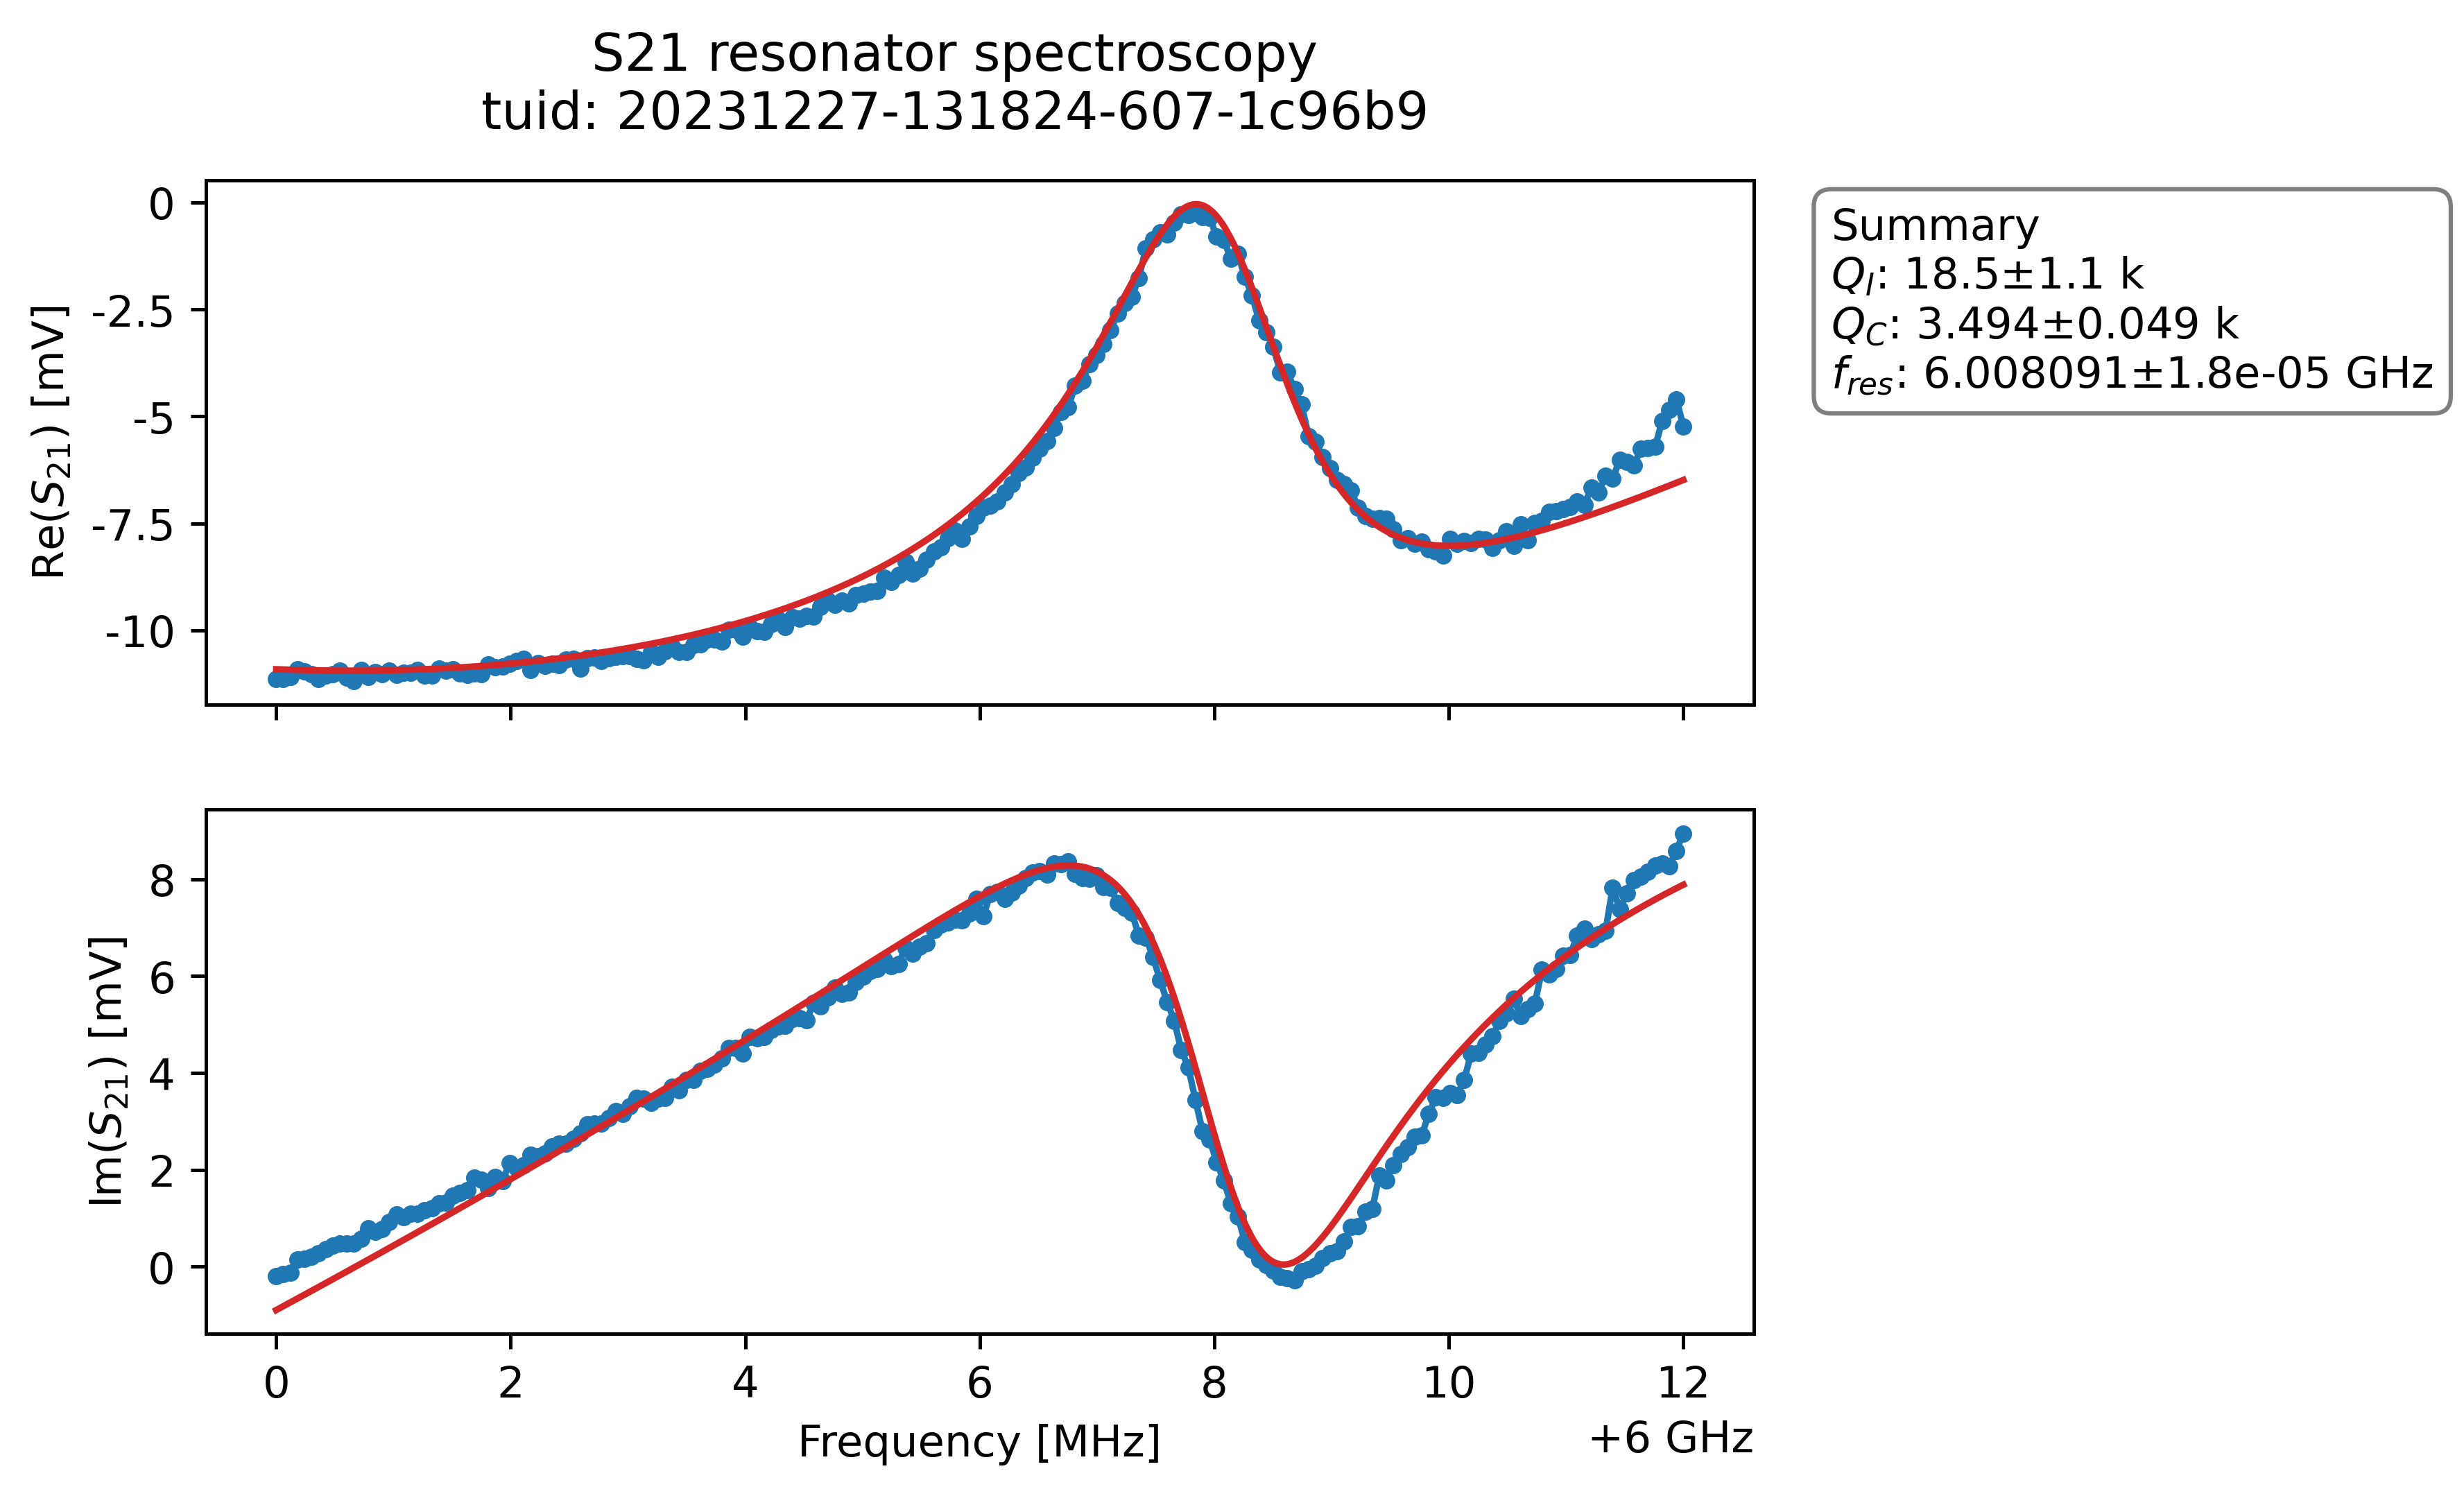 S21 resonator spectroscopy
tuid: 20231227-131824-607-1c96b9
0
-2.5
-5
-7.5
-10
Re(S21) [mV]
Summary
QI: 18.5±1.1 k
QC: 3.494±0.049 k
fres: 6.008091±1.8e-05 GHz
8
6
4
2
0
Im(S21) [mV]
0 2 4 6 8 10 12
Frequency [MHz]
+6 GHz